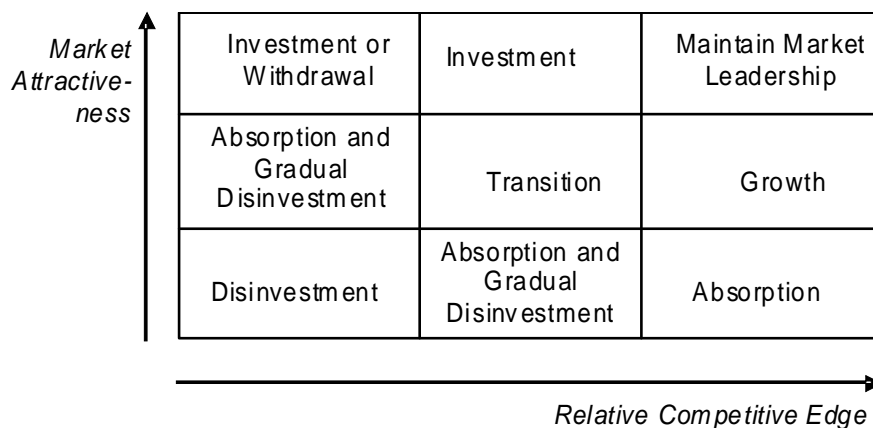 Market
Attractive-
ness
Investment or
Withdrawal
Investment
Maintain Market
Leadership
Absorption and
Gradual
Disinvestment
Transition
Growth
Disinvestment
Absorption and
Gradual
Disinvestment
Absorption
Relative Competitive Edge